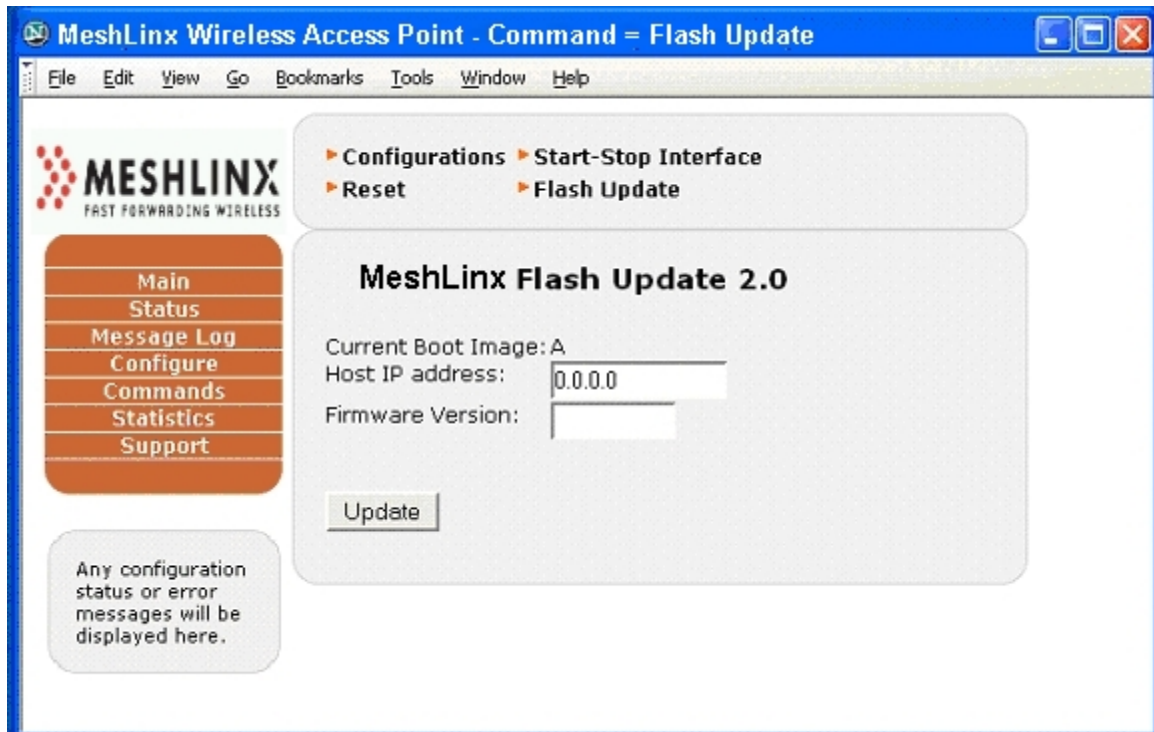 MeshLinx Wireless Access Point - Command = Flash Update
File Edit View Go Bookmarks Tools Window Help
MESHLINX
FAST FORWARDING WIRELESS
Configurations Start-Stop Interface
Reset Flash Update
Main
Status
Message Log
Configure
Commands
Statistics
Support
MeshLinx Flash Update 2.0
Current Boot Image: A
Host IP address: 0.0.0.0
Firmware Version:
Update
Any configuration
status or error
messages will be
displayed here.